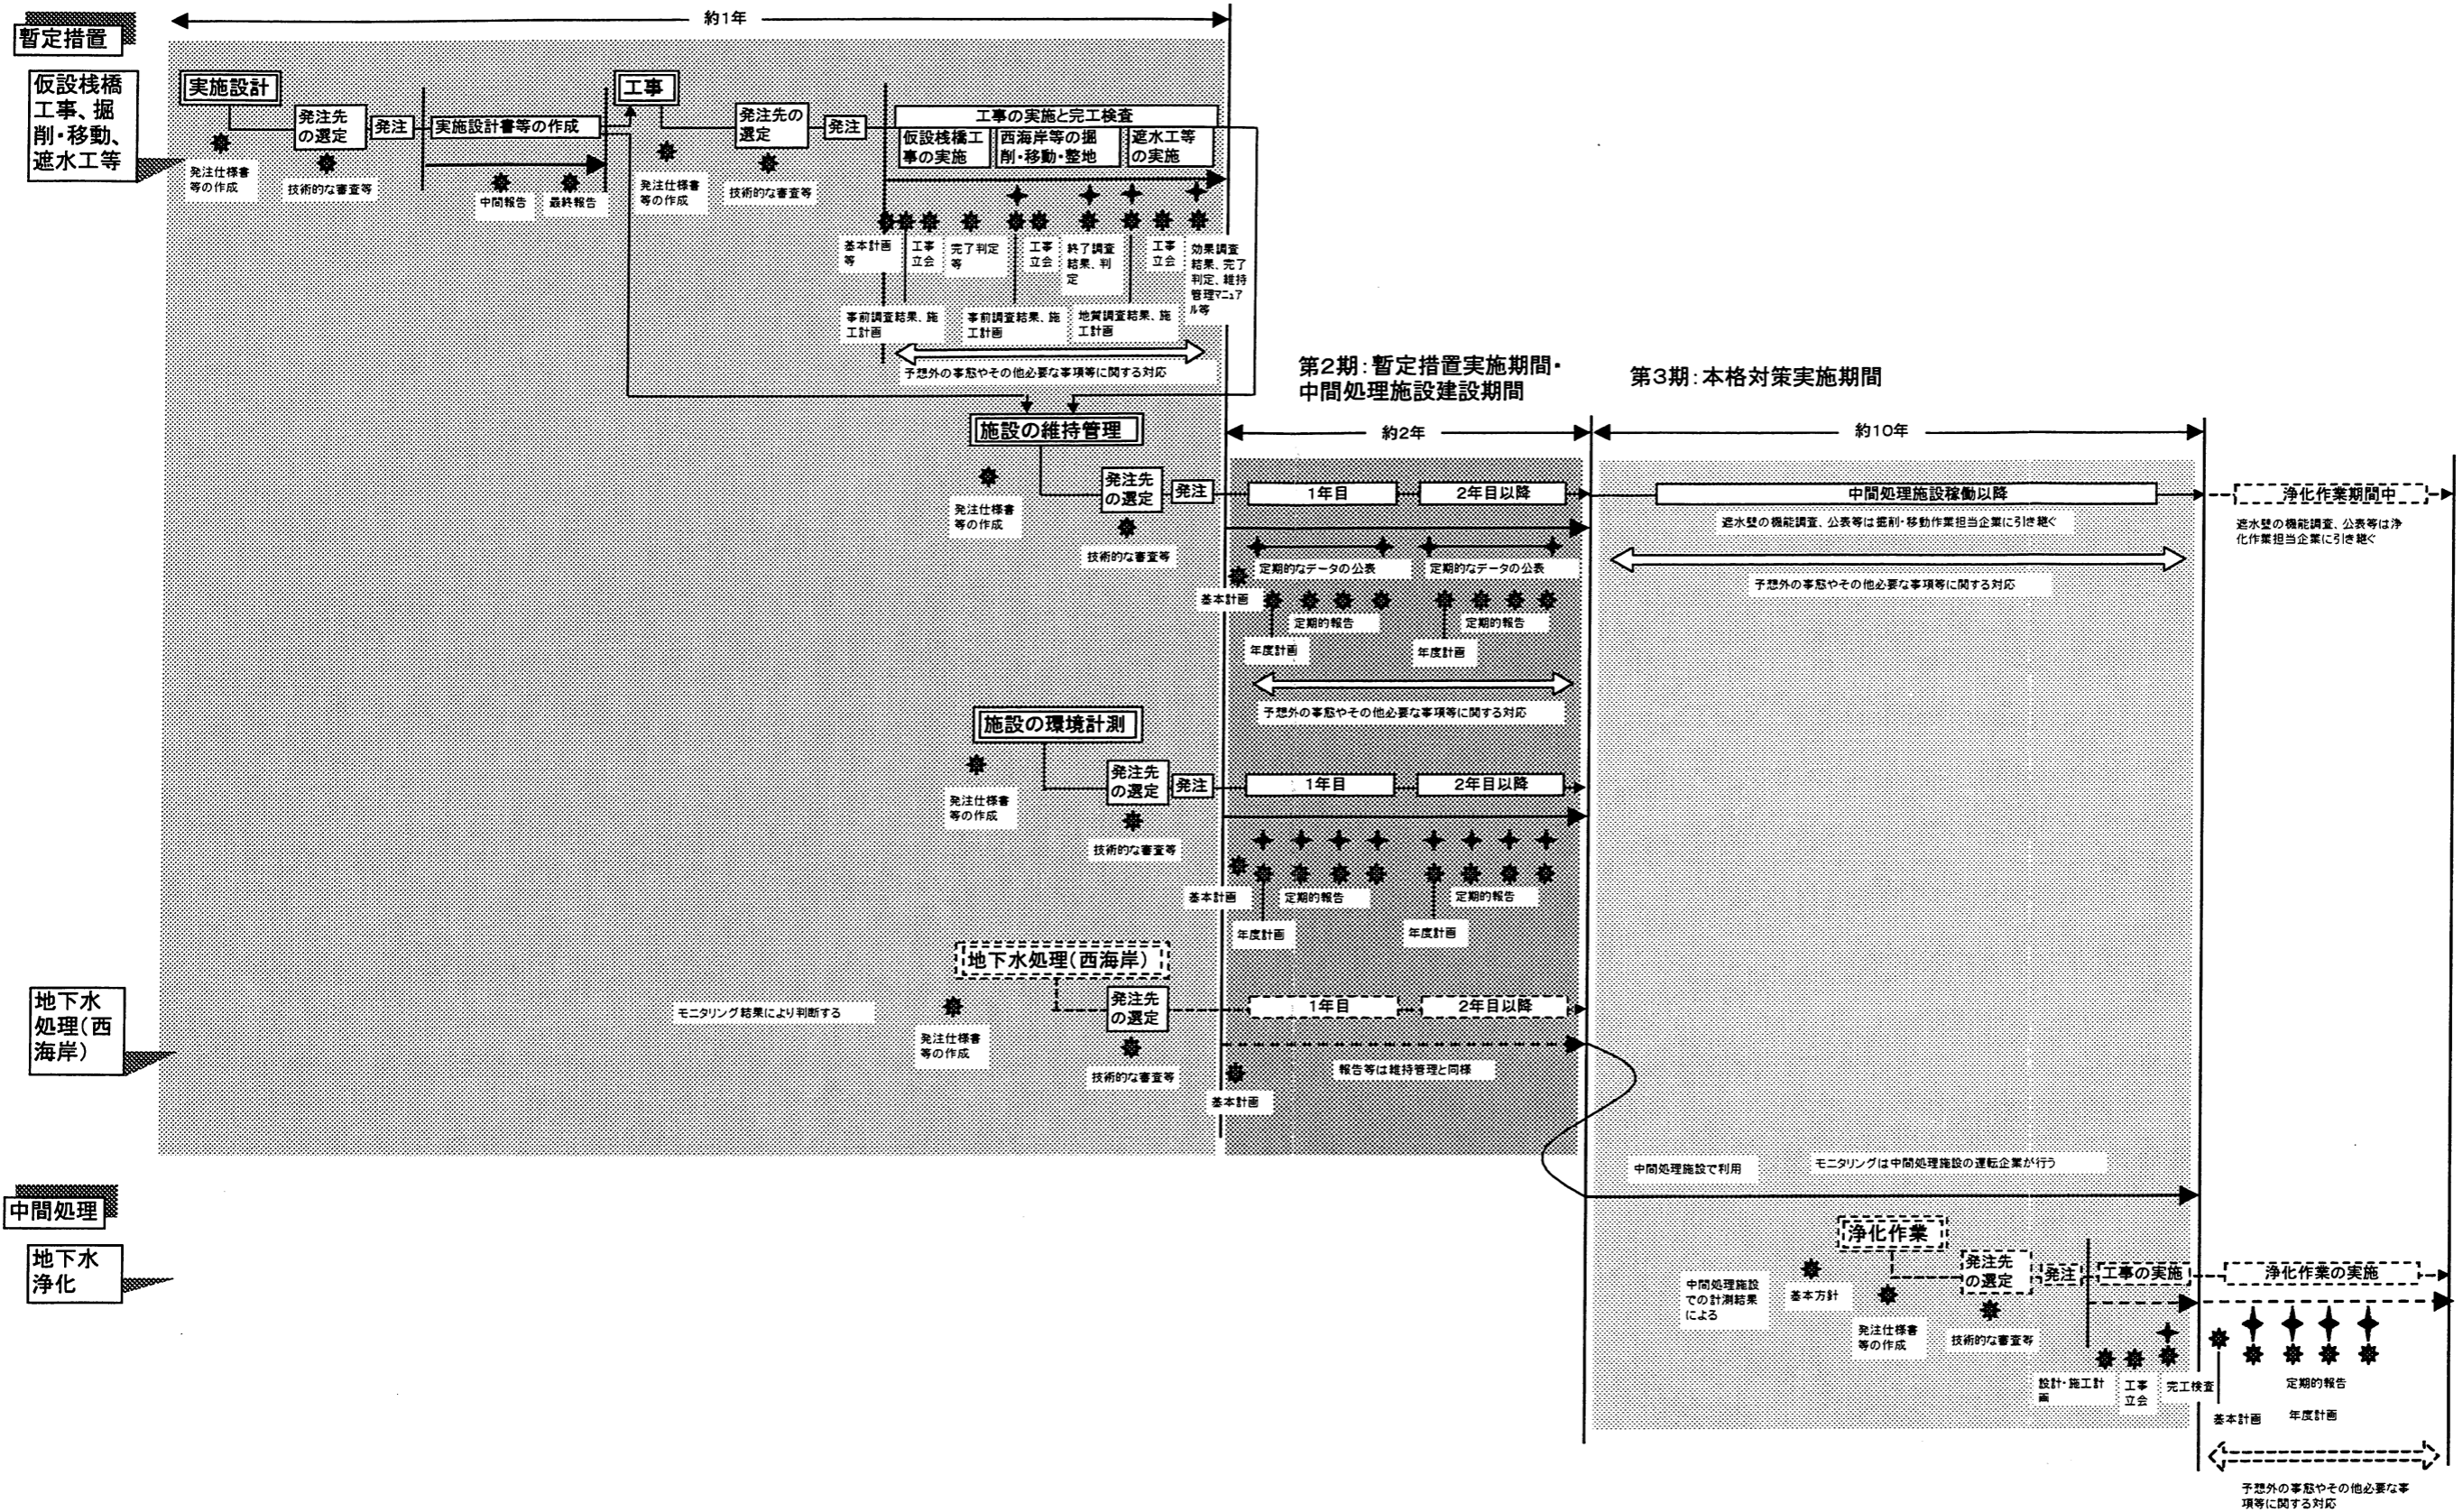 約1年
暫定措置
仮設桟橋
工事、掘
削・移動、
遮水工等
実施設計
発注先
の選定
発注
実施設計書等の作成
発注仕様書
等の作成
技術的な審査等
中間報告
最終報告
工事
発注先の
選定
発注
発注仕様書
等の作成
技術的な審査等
工事の実施と完工検査
仮設桟橋工
事の実施
西海岸等の掘
削・移動・整地
遮水工等
の実施
基本計画
等
工事
立会
完了判定
等
工事
立会
終了調査
結果、判
定
工事
立会
効果調査
結果、完了
判定、維持
管理マニュア
ル等
事前調査結果、施
工計画
事前調査結果、施
工計画
地質調査結果、施
工計画
予想外の事態やその他必要な事項等に関する対応
第2期：暫定措置実施期間・
中間処理施設建設期間
第3期：本格対策実施期間
約2年
約10年
施設の維持管理
発注仕様書
等の作成
発注先
の選定
発注
技術的な審査等
1年目
2年目以降
中間処理施設稼働以降
浄化作業期間中
遮水壁の機能調査、公表等は掘削・移動作業担当企業に引き継ぐ
遮水壁の機能調査、公表等は浄
化作業担当企業に引き継ぐ
定期的なデータの公表
定期的なデータの公表
予想外の事態やその他必要な事項等に関する対応
基本計画
定期的報告
定期的報告
年度計画
年度計画
予想外の事態やその他必要な事項等に関する対応
施設の環境計測
発注仕様書
等の作成
発注先
の選定
発注
技術的な審査等
1年目
2年目以降
基本計画
定期的報告
定期的報告
年度計画
年度計画
地下水
処理（西
海岸）
地下水処理（西海岸）
モニタリング結果により判断する
発注仕様書
等の作成
発注先
の選定
技術的な審査等
1年目
2年目以降
報告等は維持管理と同様
基本計画
中間処理施設で利用
モニタリングは中間処理施設の運転企業が行う
中間処理
地下水
浄化
浄化作業
中間処理施設
での計測結果
による
基本方針
発注仕様書
等の作成
発注先
の選定
発注
技術的な審査等
工事の実施
浄化作業の実施
設計・施工計
画
工事
立会
完工検査
基本計画
定期的報告
年度計画
予想外の事態やその他必要な事
項等に関する対応